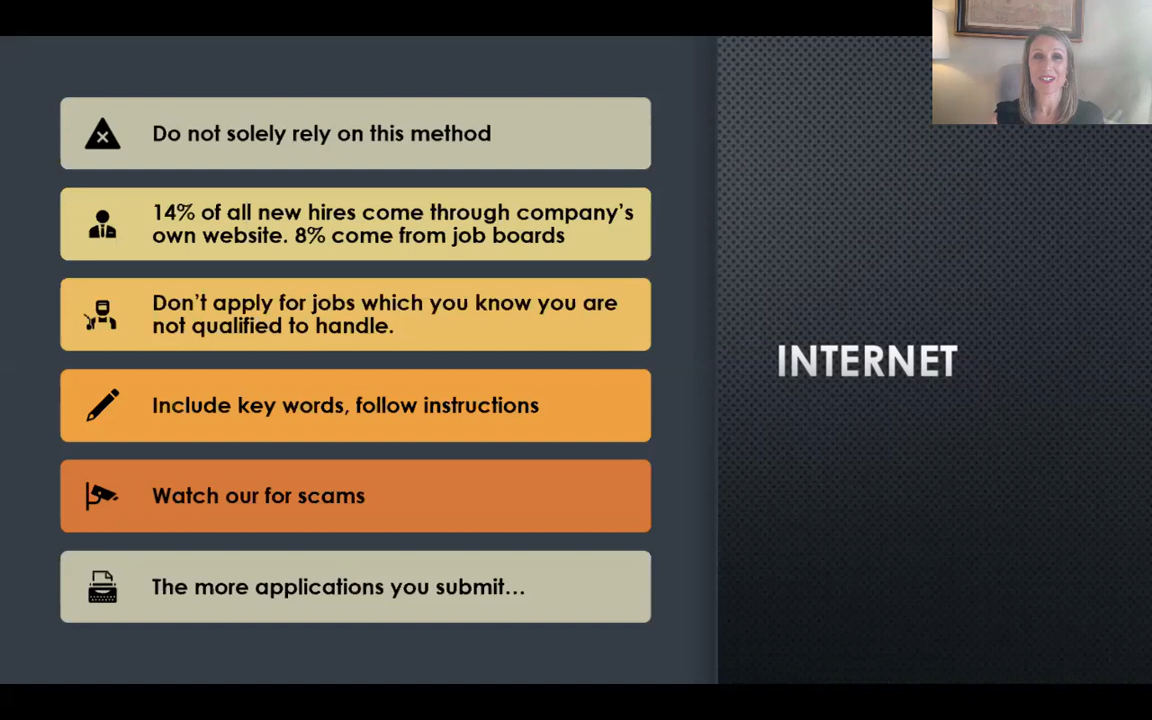 Do not solely rely on this method
14% of all new hires come through company's
own website. 8% come from job boards
Don't apply for jobs which you know you are
not qualified to handle.
Include key words, follow instructions
Watch our for scams
The more applications you submit...
INTERNET